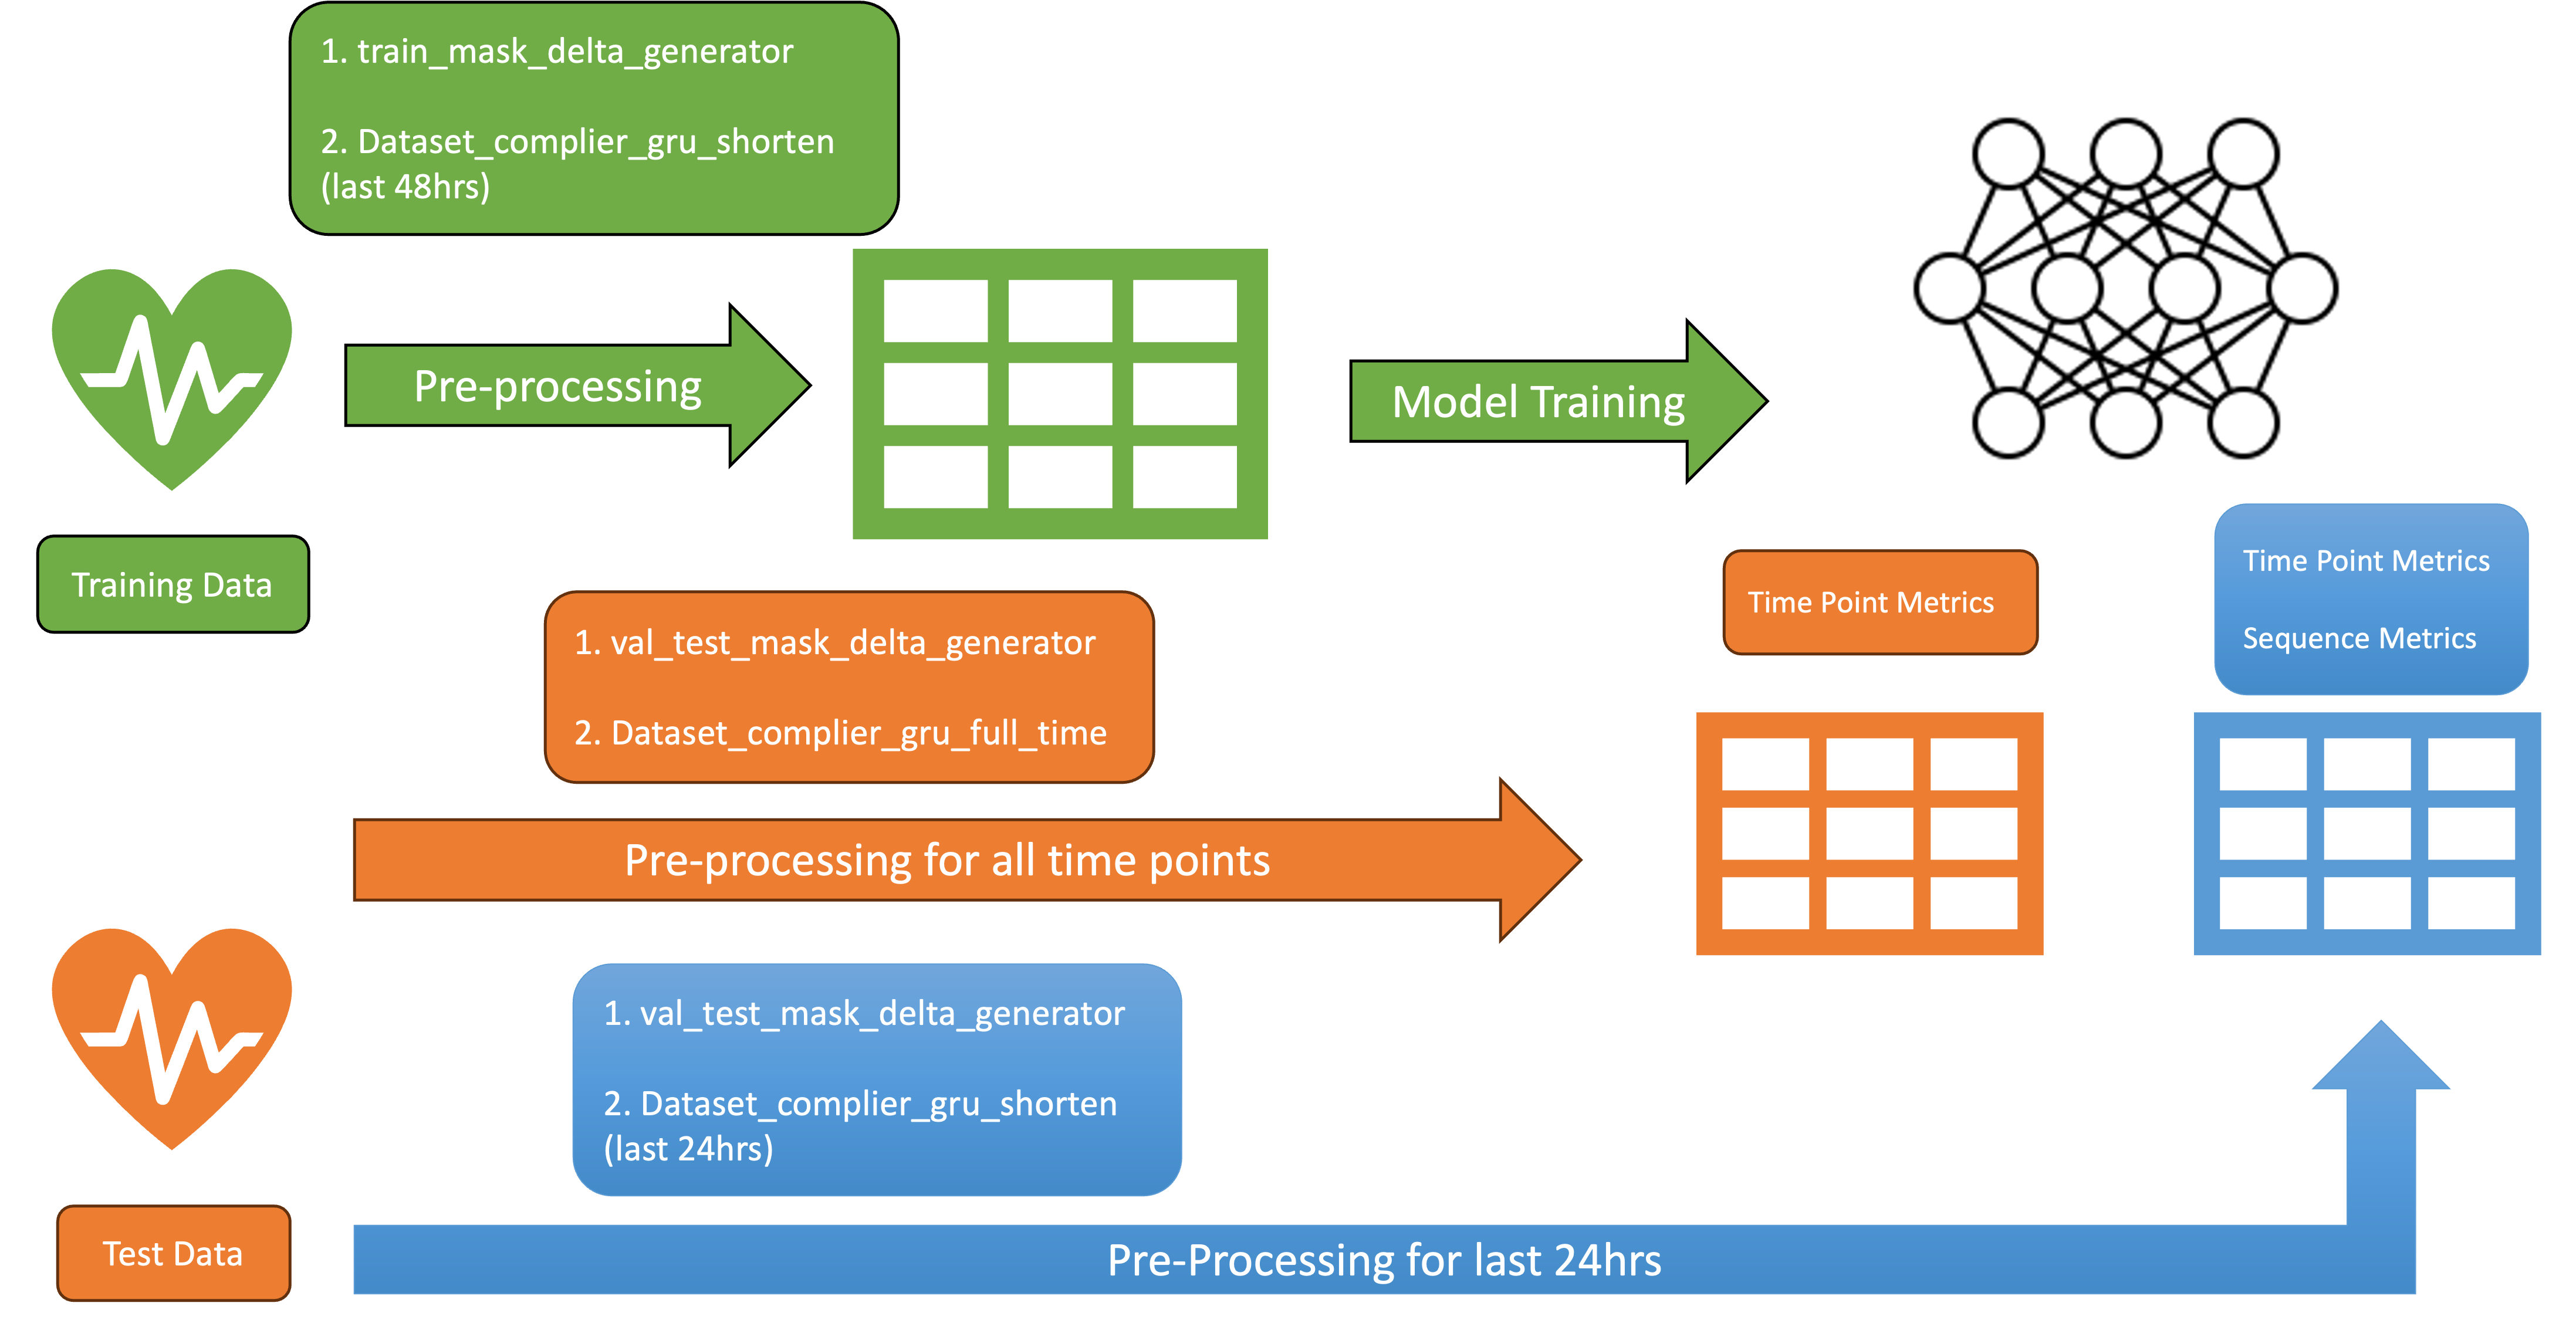 1. train_mask_delta_generator
2. Dataset_complier_gru_shorten
(last 48hrs)
Pre-processing
Model Training
Training Data
Time Point Metrics
Time Point Metrics
Sequence Metrics
1. val_test_mask_delta_generator
2. Dataset_complier_gru_full_time
Pre-processing for all time points
1. val_test_mask_delta_generator
2. Dataset_complier_gru_shorten
(last 24hrs)
Test Data
Pre-Processing for last 24hrs